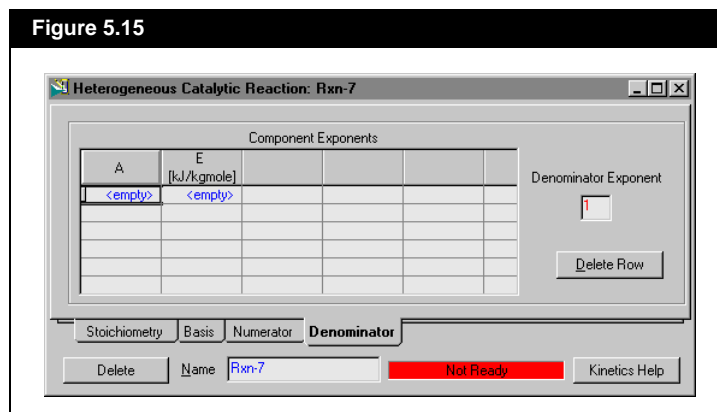 Figure 5.15
Heterogeneous Catalytic Reaction: Rxn-7
Component Exponents
A E [kJ/kgmole]
<empty> <empty>
Denominator Exponent
1
Delete Row
Stoichiometry Basis Numerator Denominator
Delete Name Rxn-7 Not Ready Kinetics Help